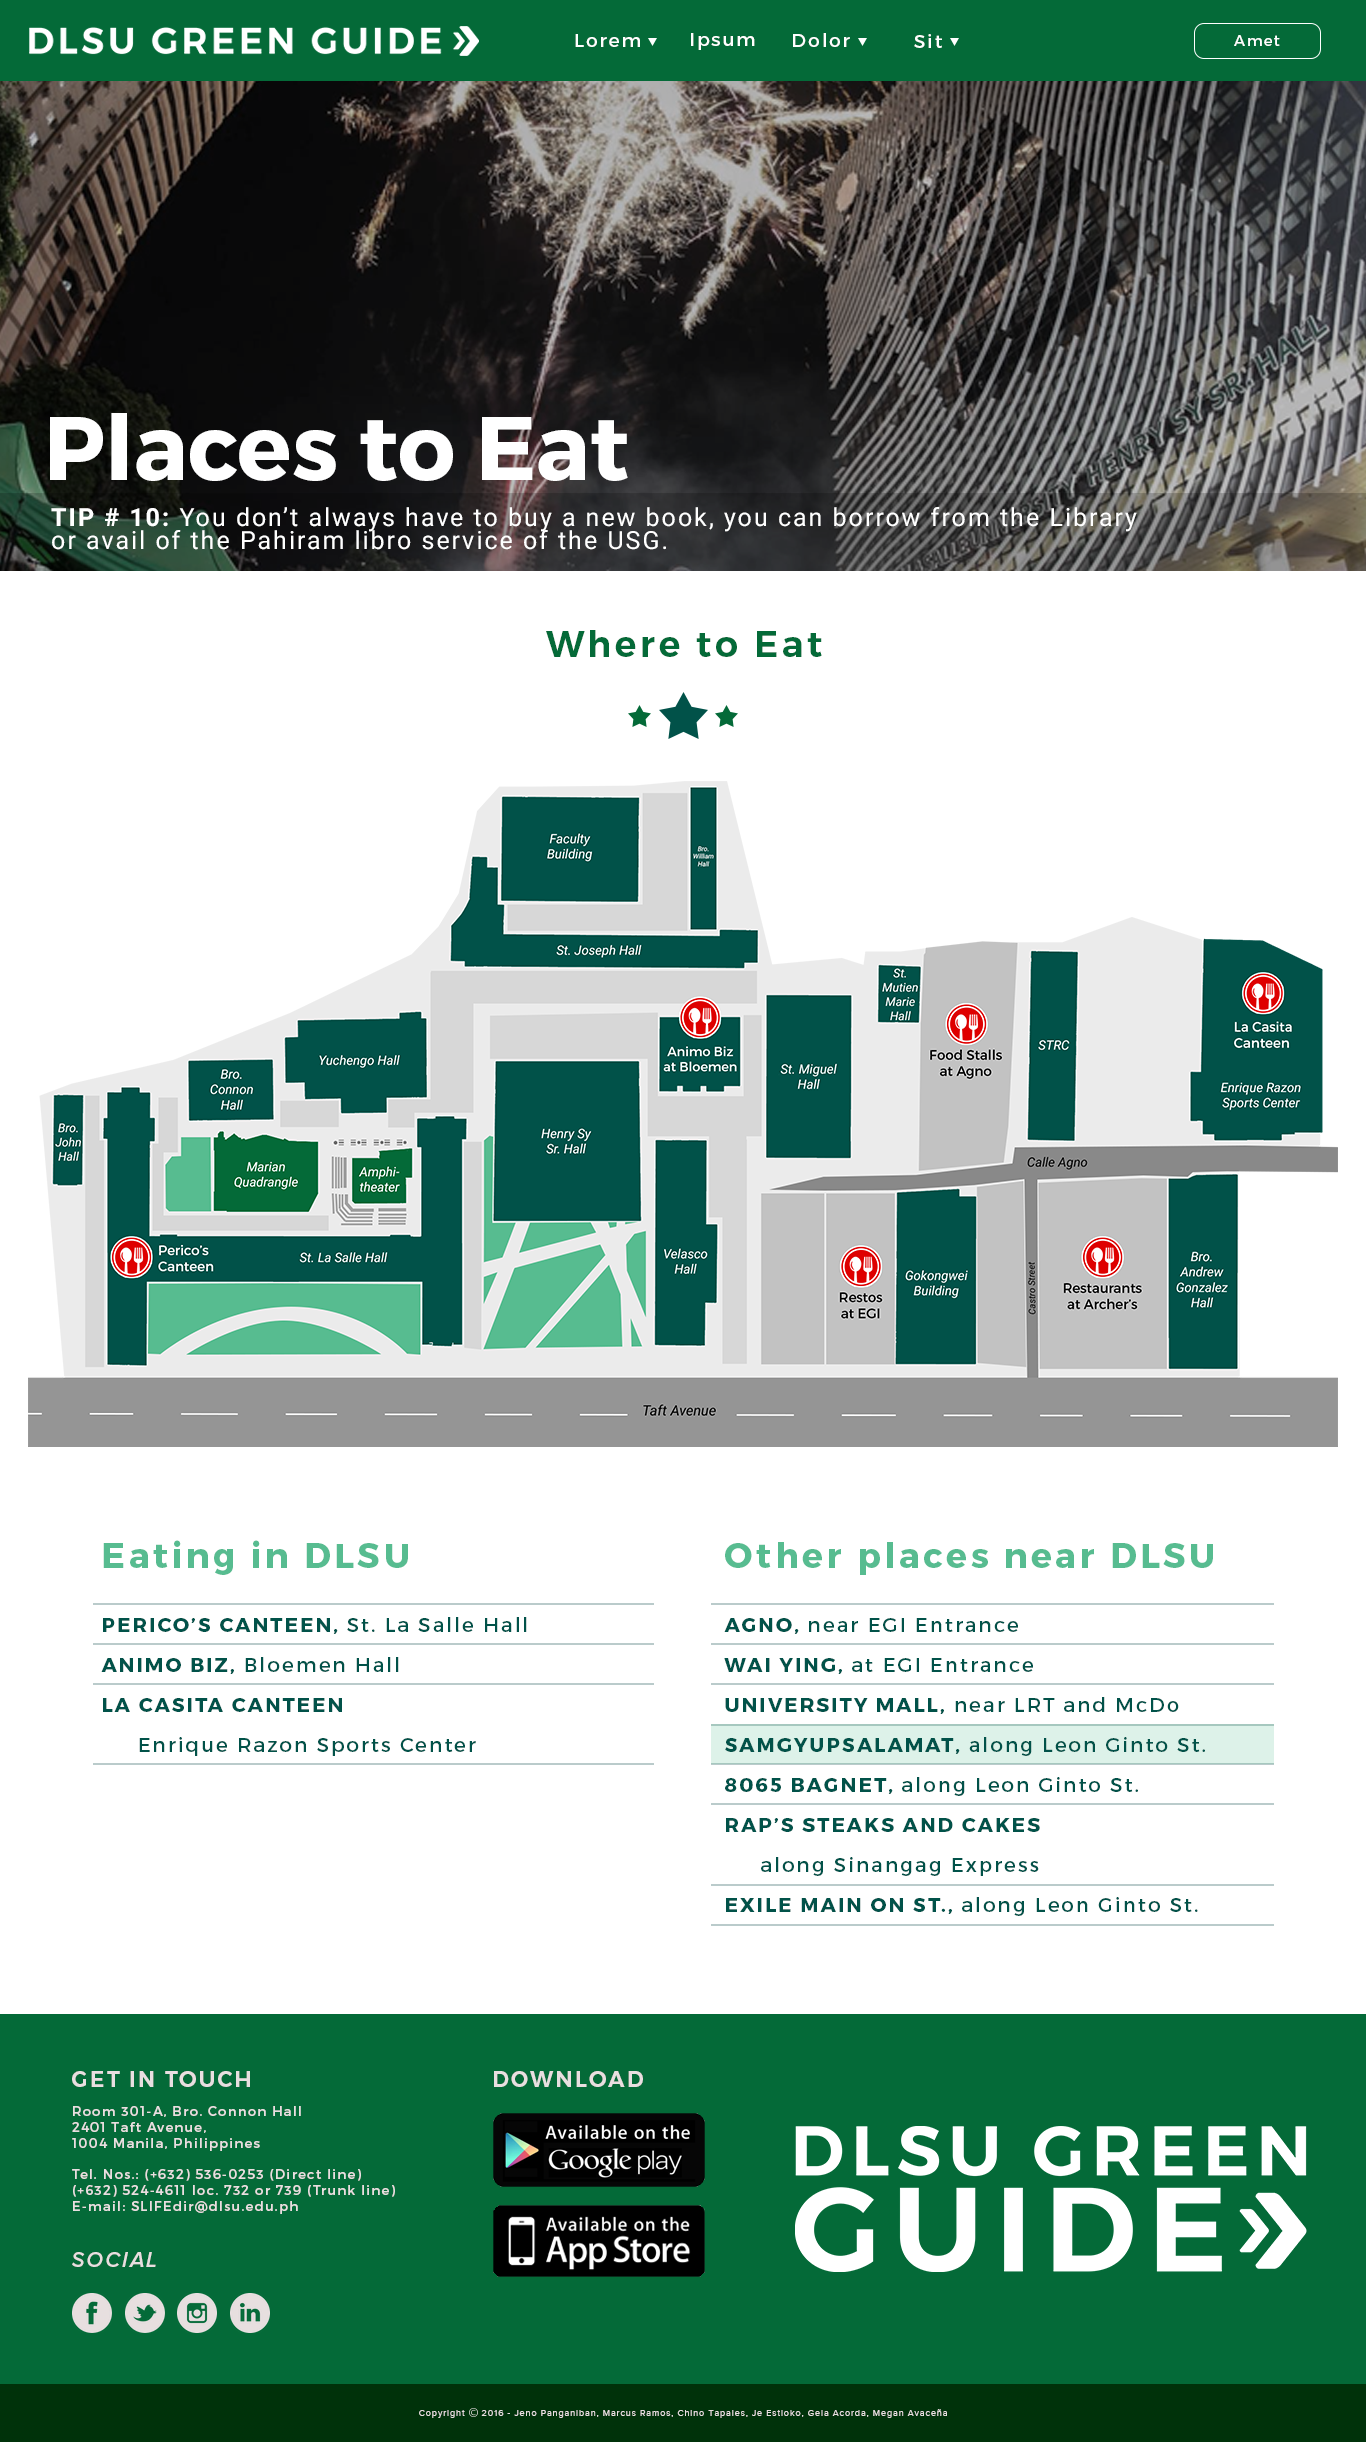 DLSU GREEN GUIDE
Lorem
Ipsum
Dolor
Sit
Amet
HENRY SY SR. HALL
Places to Eat
TIP # 10: You don’t always have to buy a new book, you can borrow from the Library
or avail of the Pahiram libro service of the USG.
Where to Eat
Faculty
Building
Bro.
William
Hall
St. Joseph Hall
St.
Mutien
Marie
Hall
La Casita
Canteen
Animo Biz
at Bloemen
Food Stalls
at Agno
STRC
Yuchengo Hall
St. Miguel
Hall
Bro.
Connon
Hall
Enrique Razon
Sports Center
Bro.
John
Hall
Henry Sy
Sr. Hall
Marian
Quadrangle
Amphi-
theater
Calle Agno
Perico’s
Canteen
St. La Salle Hall
Velasco
Hall
Restos
at EGI
Gokongwei
Building
Castro Street
Restaurants
at Archer’s
Bro.
Andrew
Gonzalez
Hall
Taft Avenue
Eating in DLSU
PERICO’S CANTEEN, St. La Salle Hall
ANIMO BIZ, Bloemen Hall
LA CASITA CANTEEN
Enrique Razon Sports Center
Other places near DLSU
AGNO, near EGI Entrance
WAI YING, at EGI Entrance
UNIVERSITY MALL, near LRT and McDo
SAMGYUPSALAMAT, along Leon Ginto St.
8065 BAGNET, along Leon Ginto St.
RAP’S STEAKS AND CAKES
along Sinangag Express
EXILE MAIN ON ST., along Leon Ginto St.
GET IN TOUCH
Room 301-A, Bro. Connon Hall
2401 Taft Avenue,
1004 Manila, Philippines
Tel. Nos.: (+632) 536-0253 (Direct line)
(+632) 524-4611 loc. 732 or 739 (Trunk line)
E-mail: SLIFEdir@dlsu.edu.ph
SOCIAL
DOWNLOAD
Available on the
Google play
Available on the
App Store
DLSU GREEN
GUIDE
Copyright © 2016 - Jeno Panganiban, Marcus Ramos, Chino Tapales, Je Estioko, Gela Acorda, Megan Avaceña